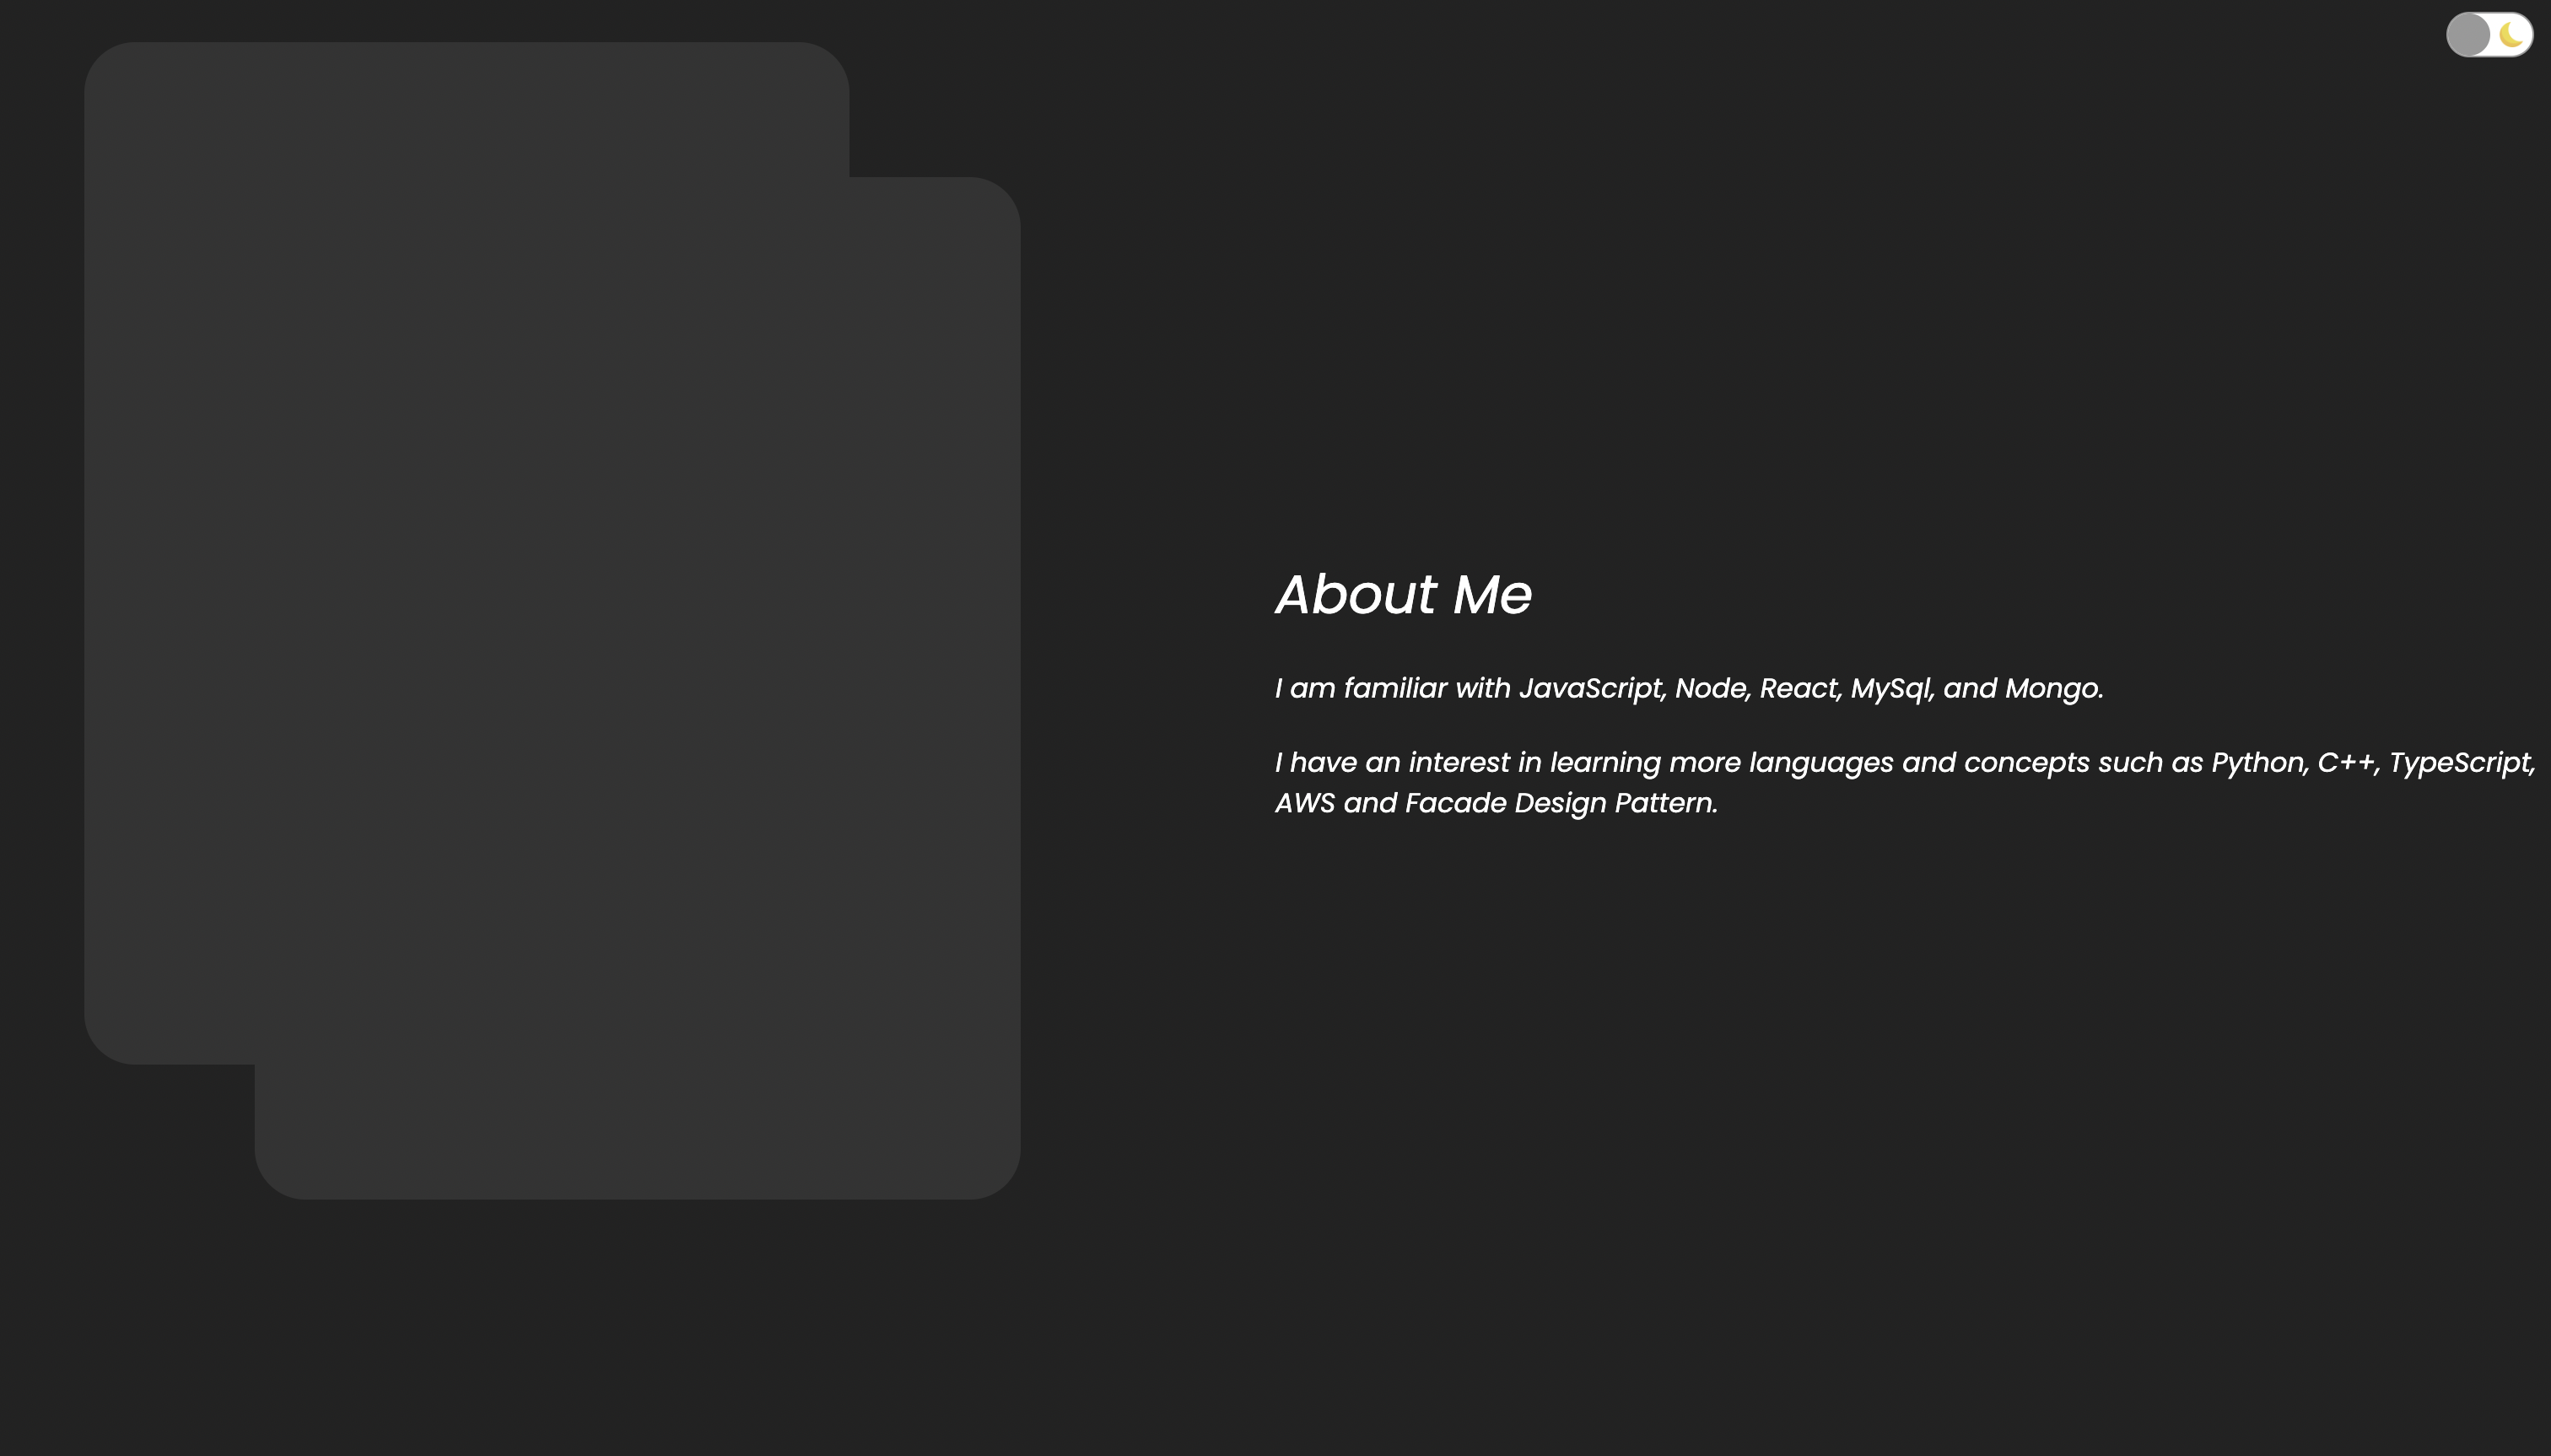 About Me
I am familiar with JavaScript, Node, React, MySql, and Mongo.
I have an interest in learning more languages and concepts such as Python, C++, TypeScript,
AWS and Facade Design Pattern.